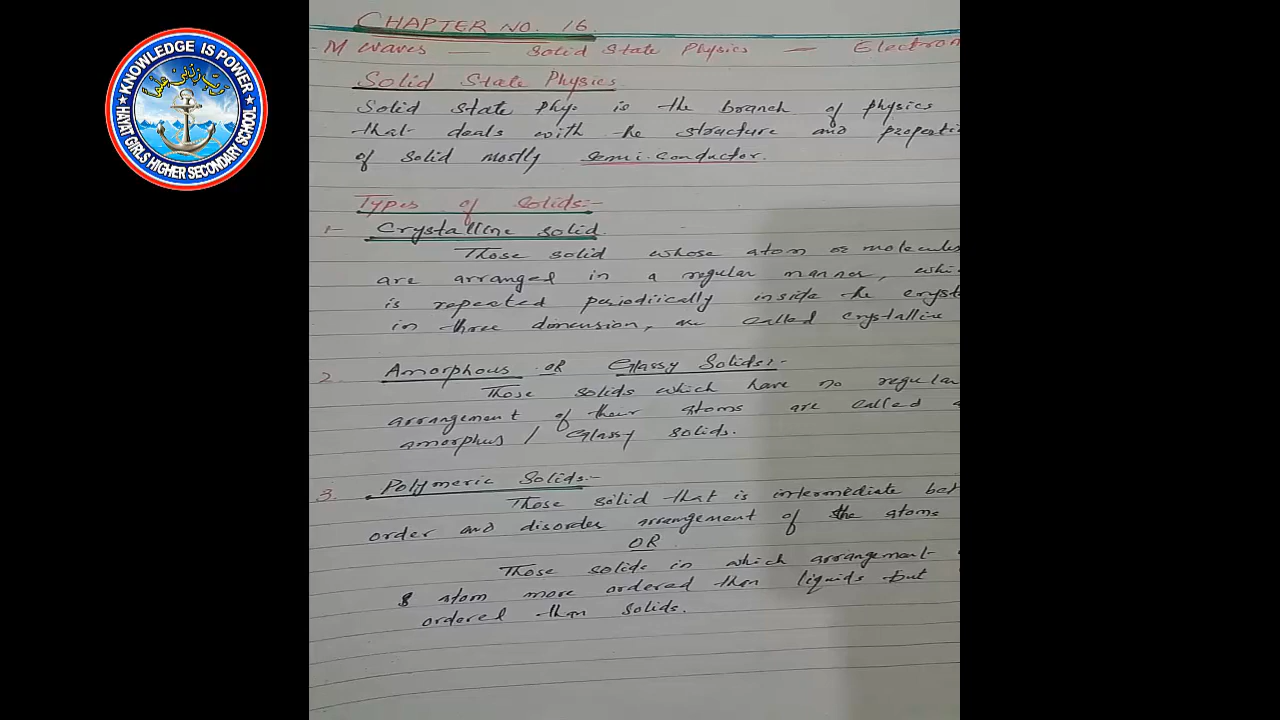 KNOWLEDGE IS POWER
رب زدنی علما
HAYAT GIRLS HIGHER SECONDARY SCHOOL
CHAPTER NO. 16.
M Waves — Solid State Physics — Electron
Solid State Physics
Solid State Phy. is the branch of physics
that deals with the structure and properti
of solid mostly semi-conductor.
Types of Solids:-
1- Crystalline solid
Those solid whose atom or molecules
are arranged in a regular manner, whi
is repeated periodiically inside the cryst
in three dimension, are called crystalline
2. Amorphous OR Glassy Solids:-
Those solids which have no regular
arrangement of their atoms are called a
amorphus / Glassy solids.
3. Polymeric Solids:-
Those solid that is intermediate bet
order and disorder arrangement of the atoms
OR
Those solids in which arrangement
atom more ordered than liquids but
ordered than solids.